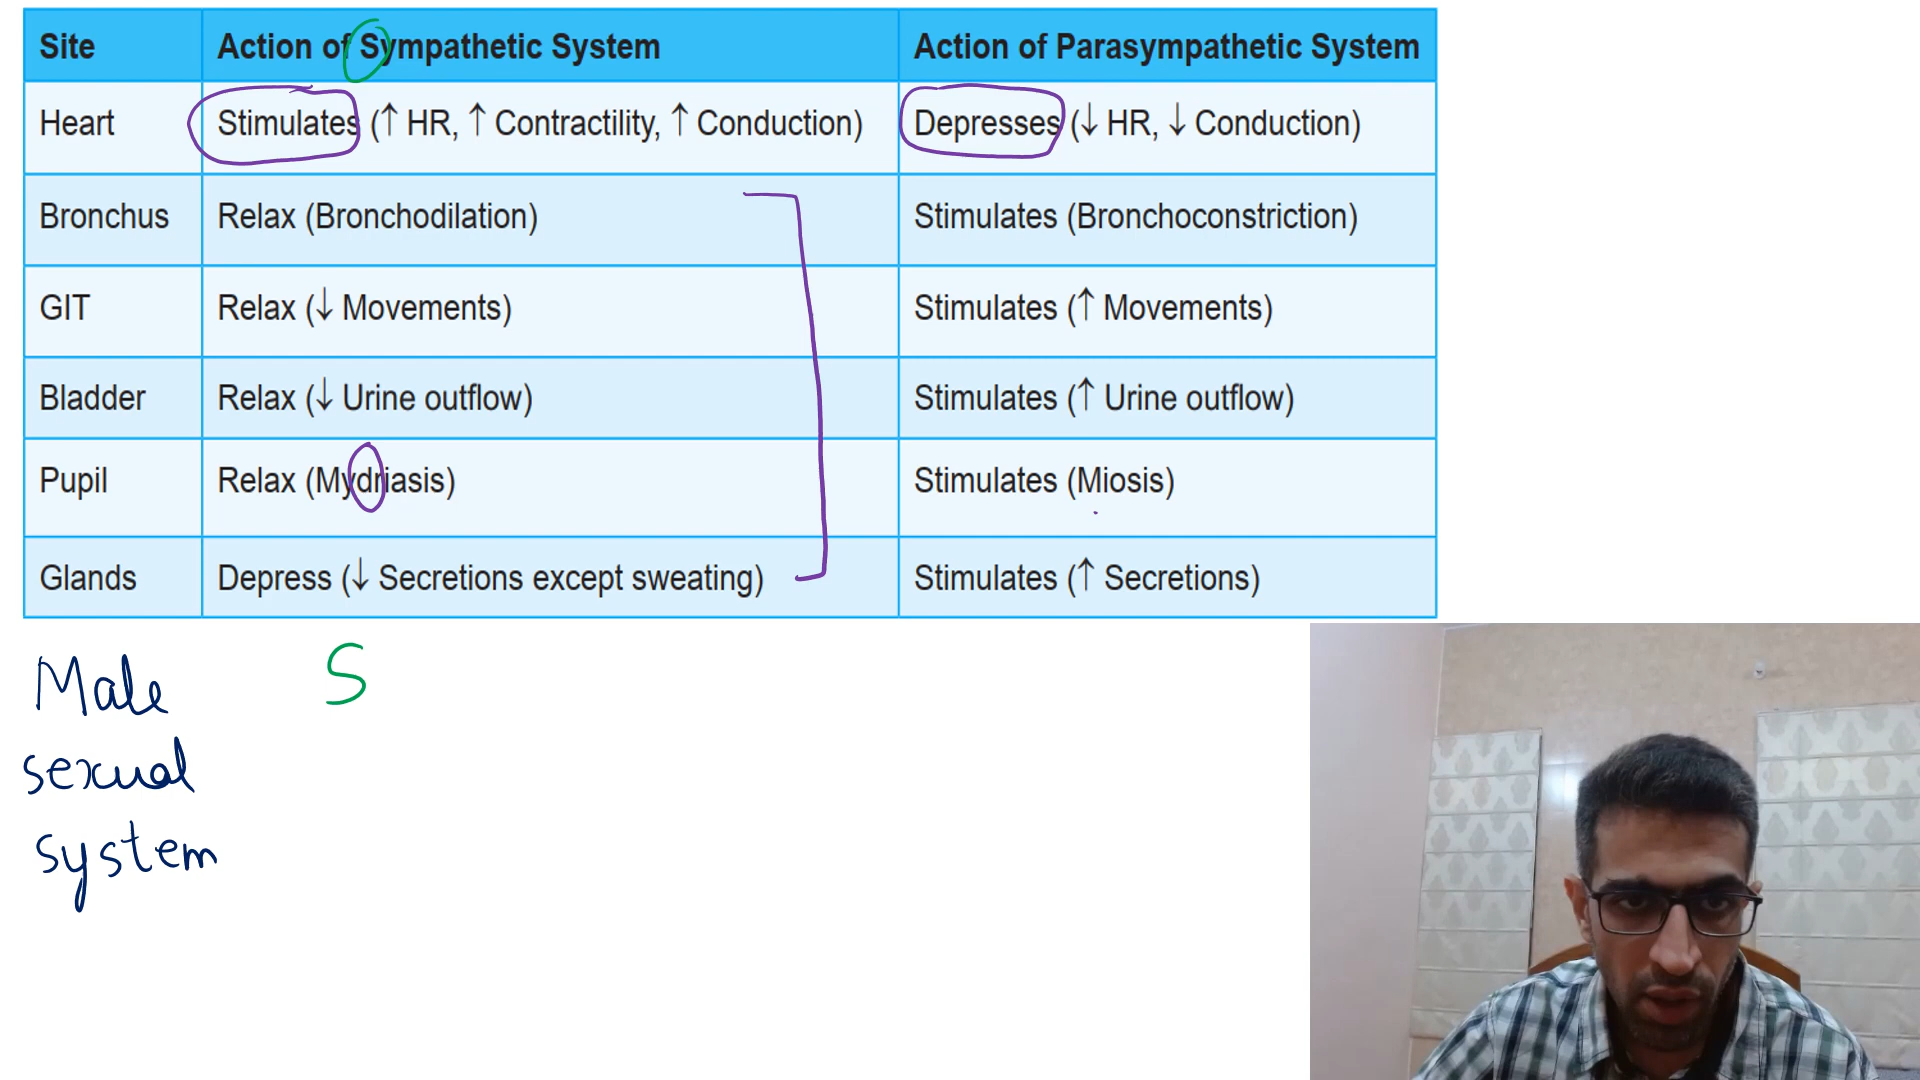 Site Action of Sympathetic System Action of Parasympathetic System
Heart Stimulates (↑ HR, ↑ Contractility, ↑ Conduction) Depresses (↓ HR, ↓ Conduction)
Bronchus Relax (Bronchodilation) Stimulates (Bronchoconstriction)
GIT Relax (↓ Movements) Stimulates (↑ Movements)
Bladder Relax (↓ Urine outflow) Stimulates (↑ Urine outflow)
Pupil Relax (Mydriasis) Stimulates (Miosis)
Glands Depress (↓ Secretions except sweating) Stimulates (↑ Secretions)
Male S
sexual
system